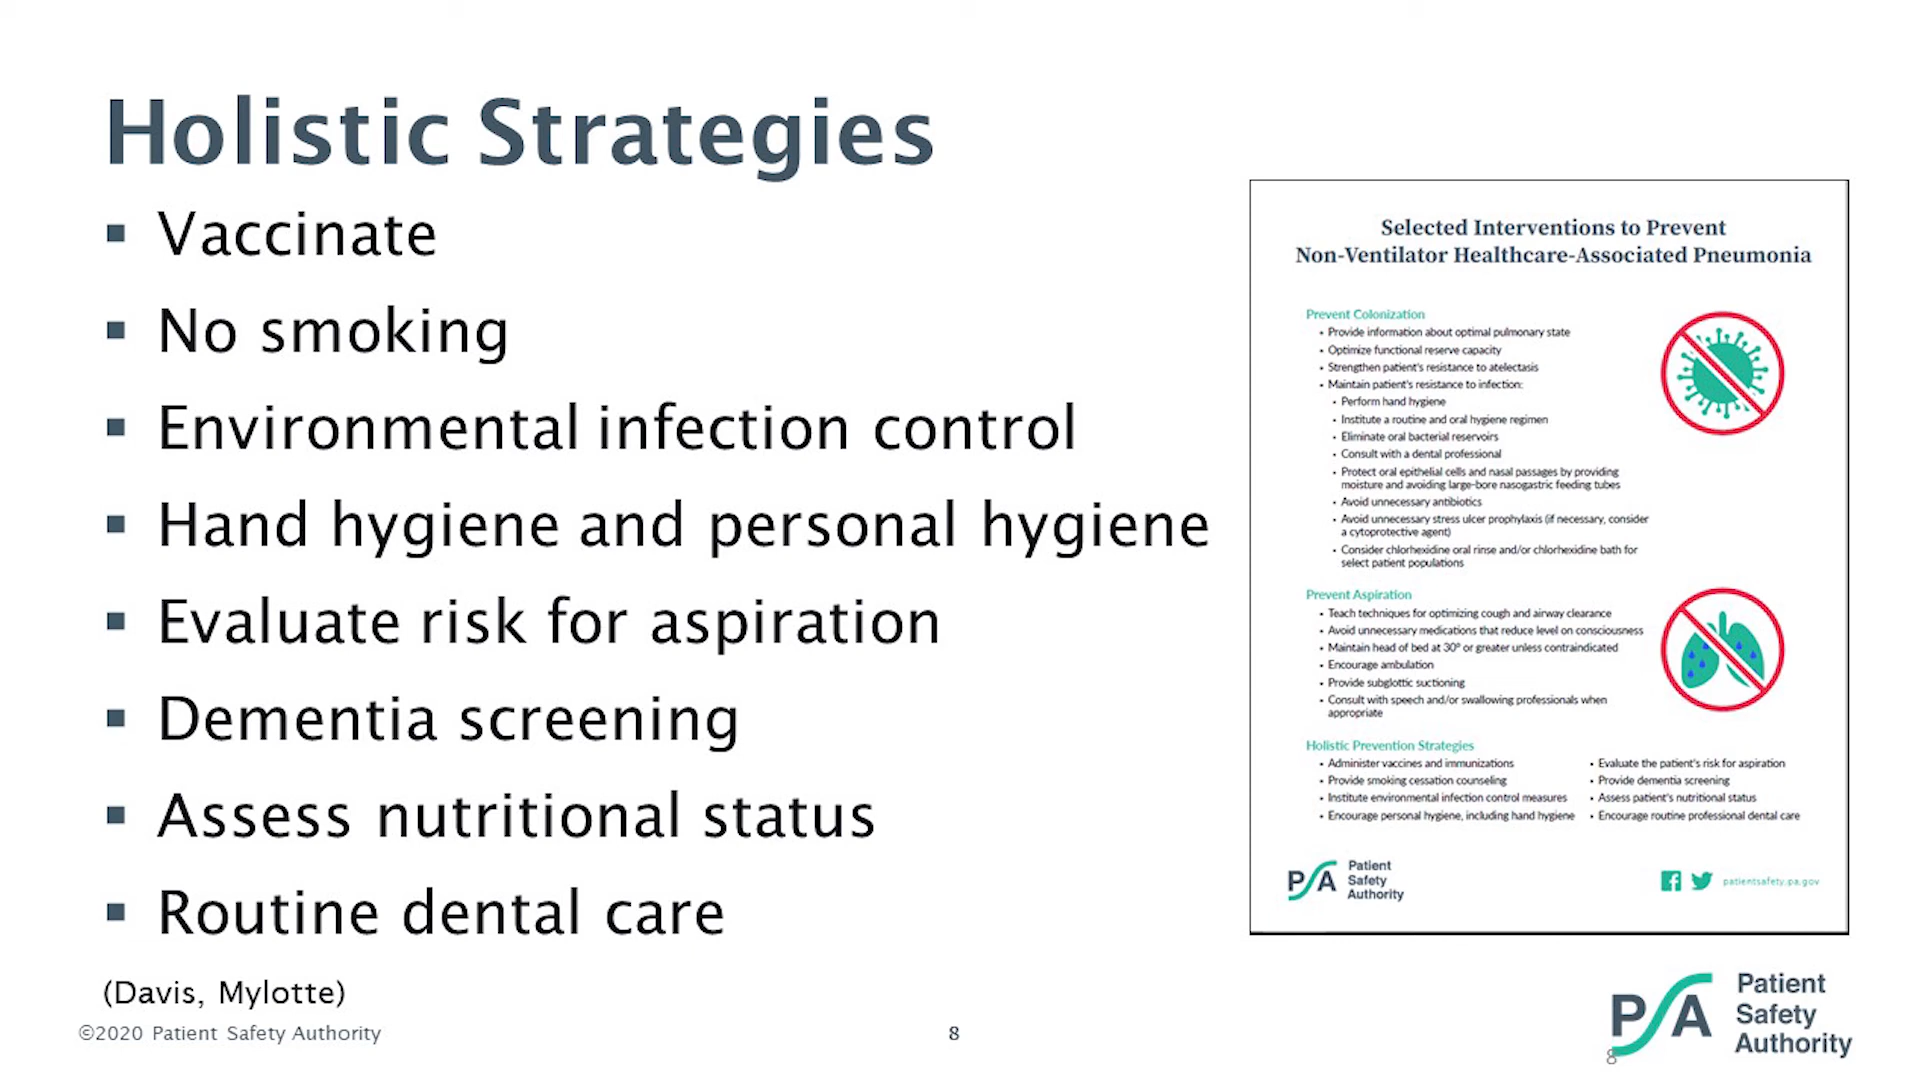 Holistic Strategies
▪ Vaccinate
▪ No smoking
▪ Environmental infection control
▪ Hand hygiene and personal hygiene
▪ Evaluate risk for aspiration
▪ Dementia screening
▪ Assess nutritional status
▪ Routine dental care
(Davis, Mylotte)
Selected Interventions to Prevent
Non-Ventilator Healthcare-Associated Pneumonia
Prevent Colonization
• Provide information about optimal pulmonary state
• Optimize functional reserve capacity
• Strengthen patient's resistance to atelectasis
• Maintain patient's resistance to infection:
• Perform hand hygiene
• Institute a routine and oral hygiene regimen
• Eliminate oral bacterial reservoirs
• Consult with a dental professional
• Protect oral epithelial cells and nasal passages by providing
moisture and avoiding large-bore nasogastric feeding tubes
• Avoid unnecessary antibiotics
• Avoid unnecessary stress ulcer prophylaxis (if necessary, consider
a cytoprotective agent)
• Consider chlorhexidine oral rinse and/or chlorhexidine bath for
select patient populations
Prevent Aspiration
• Teach techniques for optimizing cough and airway clearance
• Avoid unnecessary medications that reduce level on consciousness
• Maintain head of bed at 30° or greater unless contraindicated
• Encourage ambulation
• Provide subglottic suctioning
• Consult with speech and/or swallowing professionals when
appropriate
Holistic Prevention Strategies
• Administer vaccines and immunizations
• Provide smoking cessation counseling
• Institute environmental infection control measures
• Encourage personal hygiene, including hand hygiene
• Evaluate the patient's risk for aspiration
• Provide dementia screening
• Assess patient's nutritional status
• Encourage routine professional dental care
PSA Patient
Safety
Authority
patientsafety.pa.gov
©2020 Patient Safety Authority
8
PSA Patient
Safety
Authority
8